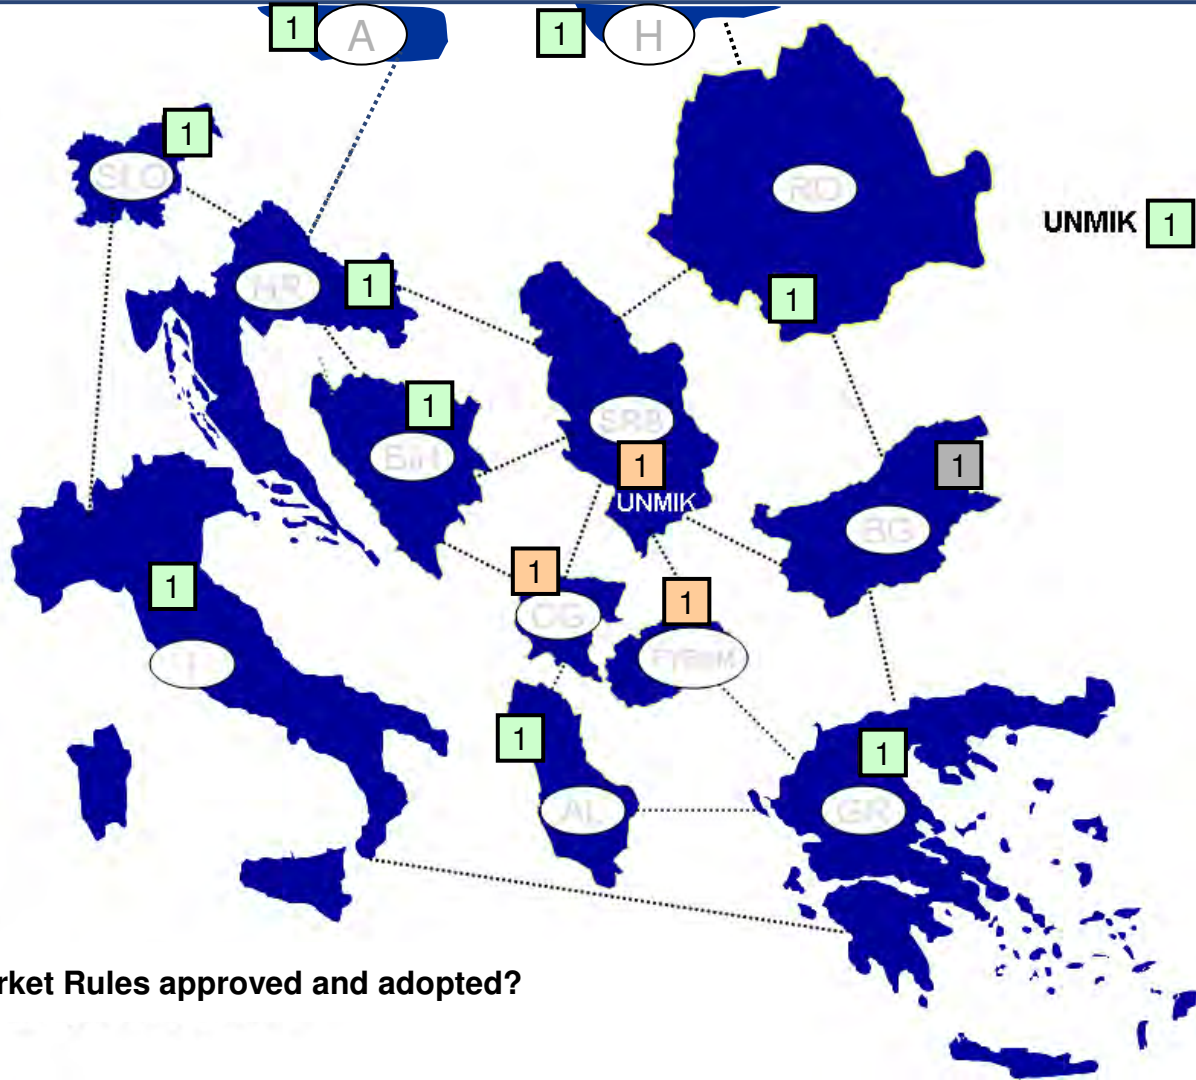 1 A
1 H
1
SLO
RO
UNMIK 1
HR
1
1
1
BiH
SRB
1
UNMIK
1
BG
1
CG
1
1
FYROM
I
1
AL
1
GR
rket Rules approved and adopted?